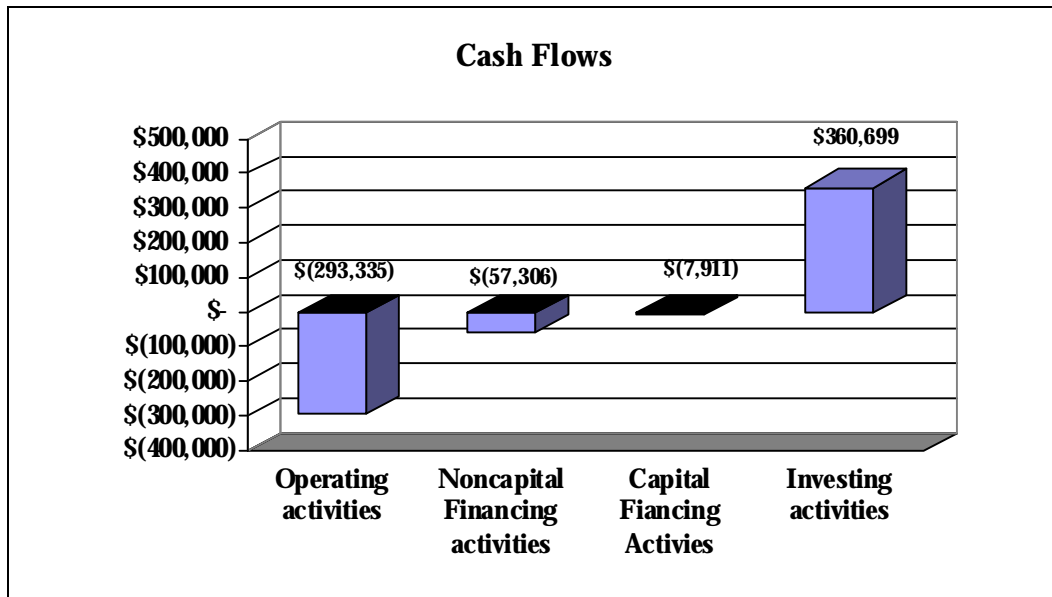 Cash Flows
$500,000
$400,000
$300,000
$200,000
$100,000
$-
$(100,000)
$(200,000)
$(300,000)
$(400,000)
$(293,335)
$(57,306)
$(7,911)
$360,699
Operating
activities
Noncapital
Financing
activities
Capital
Fiancing
Activies
Investing
activities